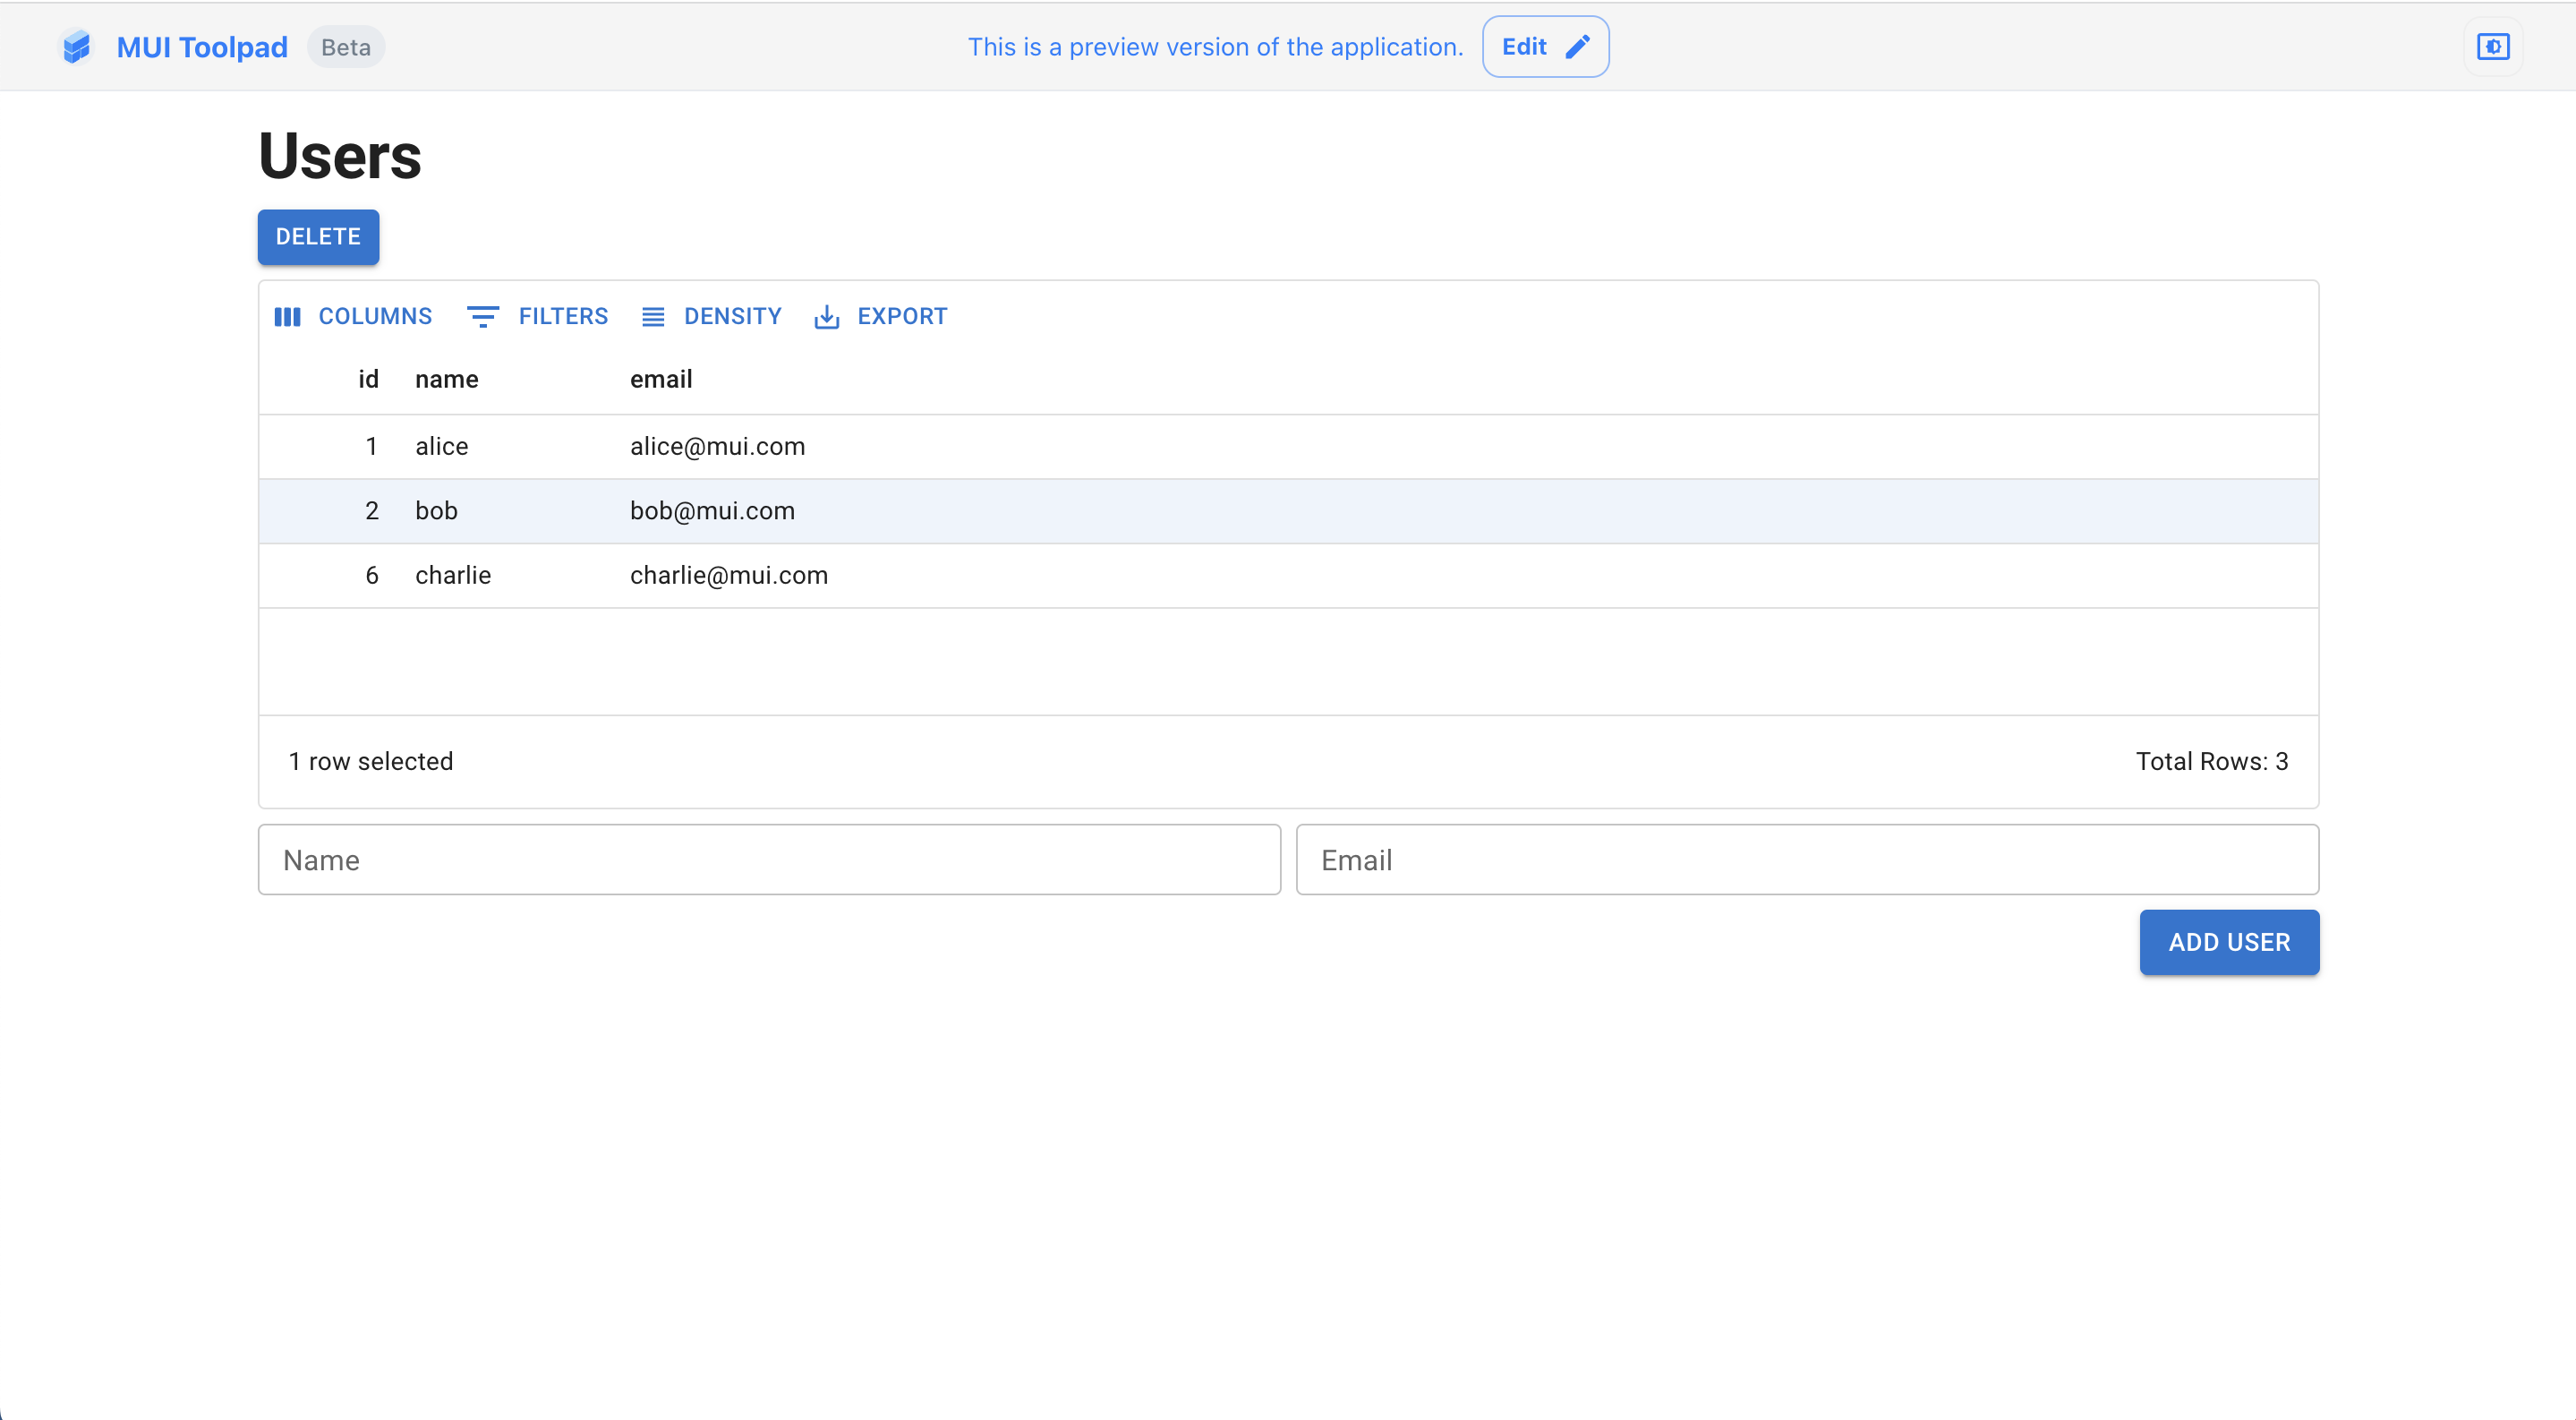 MUI Toolpad Beta This is a preview version of the application. Edit
Users
DELETE
COLUMNS FILTERS DENSITY EXPORT
id name email
1 alice alice@mui.com
2 bob bob@mui.com
6 charlie charlie@mui.com
1 row selected Total Rows: 3
Name Email
ADD USER